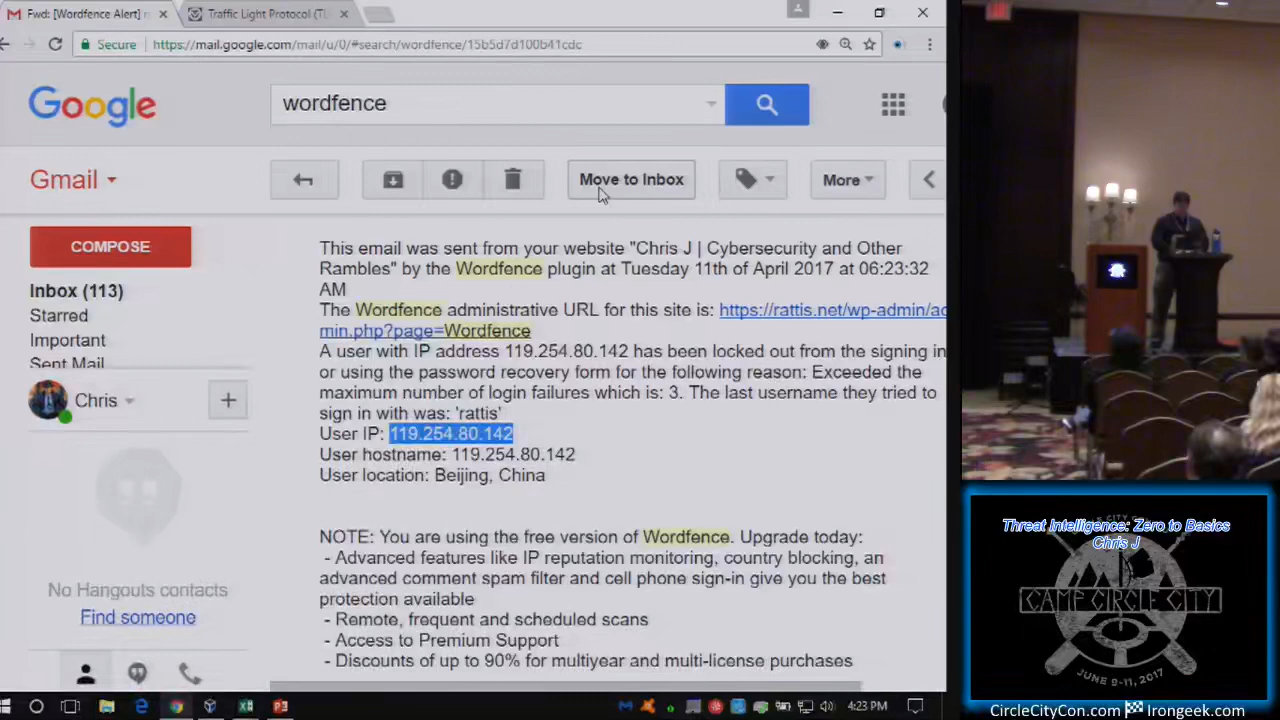 Fwd: [Wordfence Alert]
Traffic Light Protocol (TL
Secure
https://mail.google.com/mail/u/0/#search/wordfence/15b5d7d100b41cdc
Google
wordfence
Gmail
Move to Inbox
More
COMPOSE
Inbox (113)
Starred
Important
Sent Mail
Chris
No Hangouts contacts
Find someone
This email was sent from your website "Chris J | Cybersecurity and Other
Rambles" by the Wordfence plugin at Tuesday 11th of April 2017 at 06:23:32
AM
The Wordfence administrative URL for this site is: https://rattis.net/wp-admin/ad
min.php?page=Wordfence
A user with IP address 119.254.80.142 has been locked out from the signing in
or using the password recovery form for the following reason: Exceeded the
maximum number of login failures which is: 3. The last username they tried to
sign in with was: 'rattis'
User IP: 119.254.80.142
User hostname: 119.254.80.142
User location: Beijing, China
NOTE: You are using the free version of Wordfence. Upgrade today:
- Advanced features like IP reputation monitoring, country blocking, an
advanced comment spam filter and cell phone sign-in give you the best
protection available
- Remote, frequent and scheduled scans
- Access to Premium Support
- Discounts of up to 90% for multiyear and multi-license purchases
4:23 PM
Threat Intelligence: Zero to Basics
Chris J
CAMP CIRCLE CITY
JUNE 9-11, 2017
CircleCityCon.com Irongeek.com